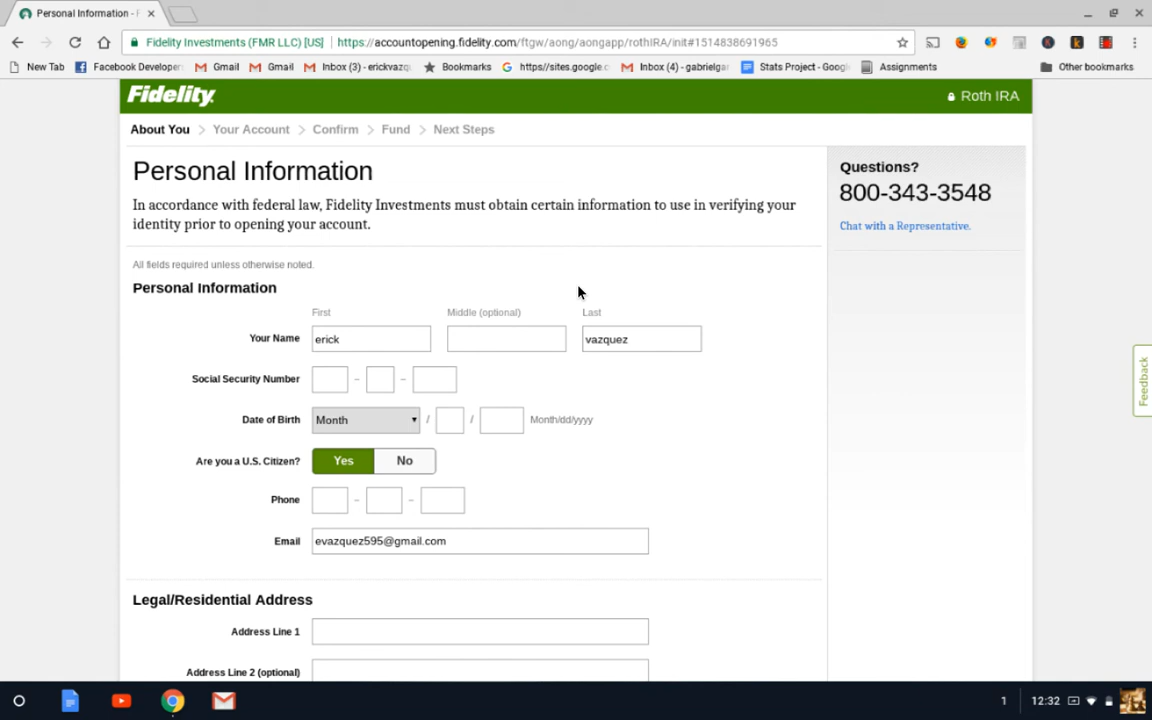 Personal Information - F
Fidelity Investments (FMR LLC) [US] https://accountopening.fidelity.com/ftgw/aong/aongapp/rothIRA/init#1514838691965
New Tab Facebook Developer Gmail Gmail Inbox (3) - erickvazq Bookmarks https//sites.google.c Inbox (4) - gabrielga Stats Project - Goog Assignments Other bookmarks
Fidelity Roth IRA
About You > Your Account > Confirm > Fund > Next Steps
Personal Information
In accordance with federal law, Fidelity Investments must obtain certain information to use in verifying your
identity prior to opening your account.
All fields required unless otherwise noted.
Personal Information
First Middle (optional) Last
Your Name erick vazquez
Social Security Number – –
Date of Birth Month / / Month/dd/yyyy
Are you a U.S. Citizen? Yes No
Phone – –
Email evazquez595@gmail.com
Legal/Residential Address
Address Line 1
Address Line 2 (optional)
Questions?
800-343-3548
Chat with a Representative.
Feedback
1 12:32